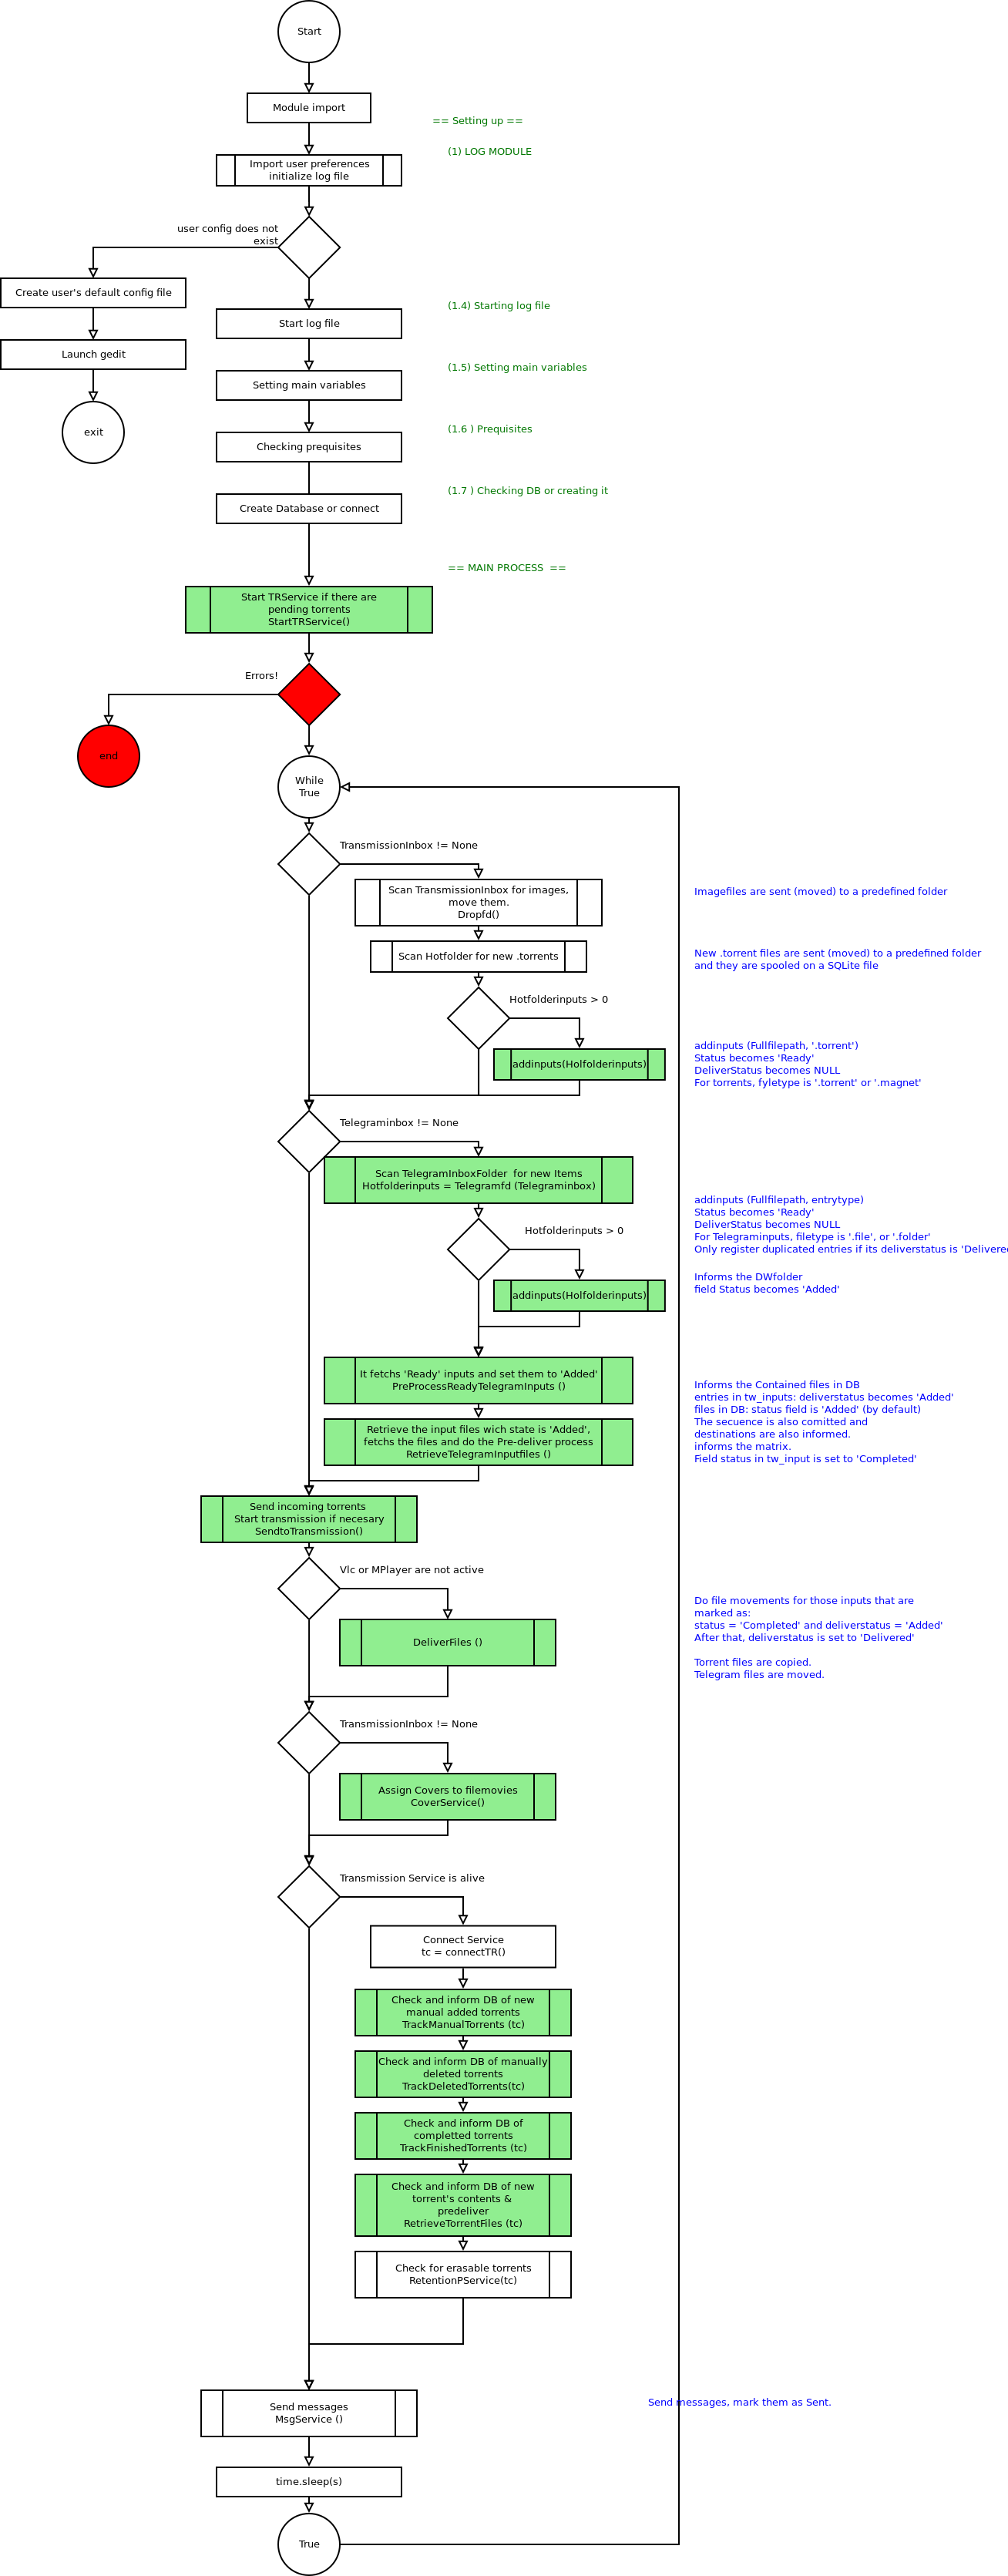 Start
Module import
== Setting up ==
(1) LOG MODULE
Import user preferences
initialize log file
user config does not
exist
Create user's default config file
(1.4) Starting log file
Start log file
Launch gedit
(1.5) Setting main variables
Setting main variables
exit
(1.6 ) Prequisites
Checking prequisites
(1.7 ) Checking DB or creating it
Create Database or connect
== MAIN PROCESS  ==
Start TRService if there are
pending torrents
StartTRService()
Errors!
end
While
True
TransmissionInbox != None
Scan TransmissionInbox for images,
move them.
Dropfd()
Imagefiles are sent (moved) to a predefined folder
Scan Hotfolder for new .torrents
New .torrent files are sent (moved) to a predefined folder
and they are spooled on a SQLite file
Hotfolderinputs > 0
addinputs(Holfolderinputs)
addinputs (Fullfilepath, '.torrent')
Status becomes 'Ready'
DeliverStatus becomes NULL
For torrents, fyletype is '.torrent' or '.magnet'
Telegraminbox != None
Scan TelegramInboxFolder  for new Items
Hotfolderinputs = Telegramfd (Telegraminbox)
addinputs (Fullfilepath, entrytype)
Status becomes 'Ready'
DeliverStatus becomes NULL
For Telegraminputs, filetype is '.file', or '.folder'
Only register duplicated entries if its deliverstatus is 'Delivere
Hotfolderinputs > 0
addinputs(Holfolderinputs)
Informs the DWfolder
field Status becomes 'Added'
It fetchs 'Ready' inputs and set them to 'Added'
PreProcessReadyTelegramInputs ()
Informs the Contained files in DB
entries in tw_inputs: deliverstatus becomes 'Added'
files in DB: status field is 'Added' (by default)
The secuence is also comitted and
destinations are also informed.
informs the matrix.
Field status in tw_input is set to 'Completed'
Retrieve the input files wich state is 'Added',
fetchs the files and do the Pre-deliver process
RetrieveTelegramInputfiles ()
Send incoming torrents
Start transmission if necesary
SendtoTransmission()
Vlc or MPlayer are not active
DeliverFiles ()
Do file movements for those inputs that are
marked as:
status = 'Completed' and deliverstatus = 'Added'
After that, deliverstatus is set to 'Delivered'
Torrent files are copied.
Telegram files are moved.
TransmissionInbox != None
Assign Covers to filemovies
CoverService()
Transmission Service is alive
Connect Service
tc = connectTR()
Check and inform DB of new
manual added torrents
TrackManualTorrents (tc)
Check and inform DB of manually
deleted torrents
TrackDeletedTorrents(tc)
Check and inform DB of
completted torrents
TrackFinishedTorrents (tc)
Check and inform DB of new
torrent's contents &
predeliver
RetrieveTorrentFiles (tc)
Check for erasable torrents
RetentionPService(tc)
Send messages
MsgService ()
Send messages, mark them as Sent.
time.sleep(s)
True